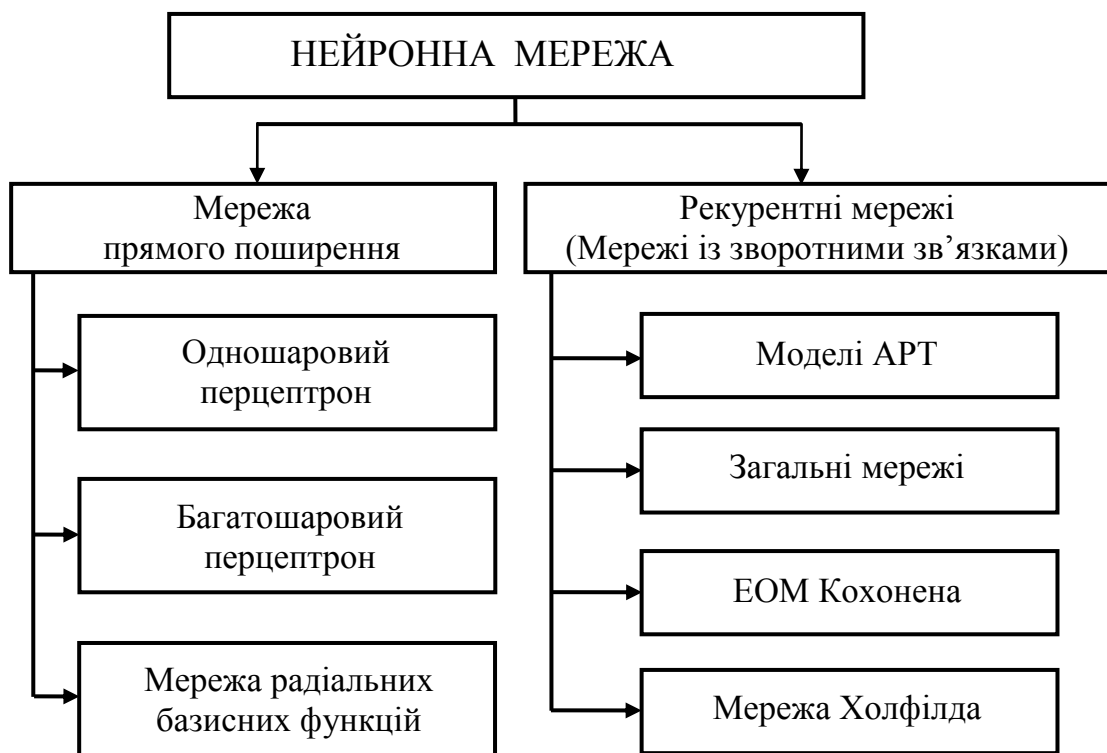 НЕЙРОННА МЕРЕЖА
Мережа
прямого поширення
Одношаровий
перцептрон
Багатошаровий
перцептрон
Мережа радіальних
базисних функцій
Рекурентні мережі
(Мережі із зворотними зв’язками)
Моделі АРТ
Загальні мережі
ЕОМ Кохонена
Мережа Холфілда